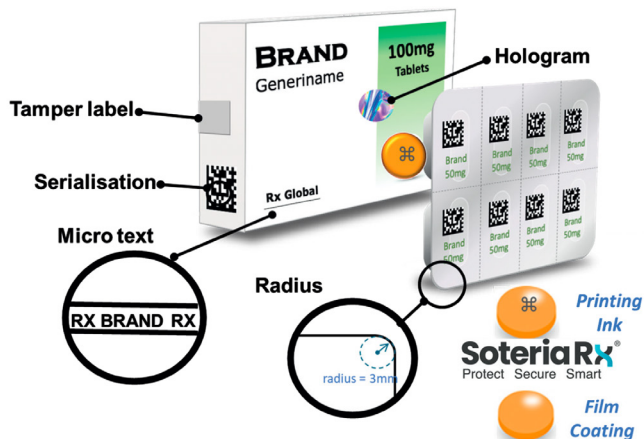 BRAND
Generiname
100mg
Tablets
Hologram
Tamper label
Serialisation
Rx Global
Brand
50mg
Brand
50mg
Brand
50mg
Brand
50mg
Brand
50mg
Brand
50mg
Brand
50mg
Brand
50mg
Micro text
RX BRAND RX
Radius
radius = 3mm
⌘
⌘
Printing
Ink
SoteriaRx®
Protect Secure Smart
Film
Coating